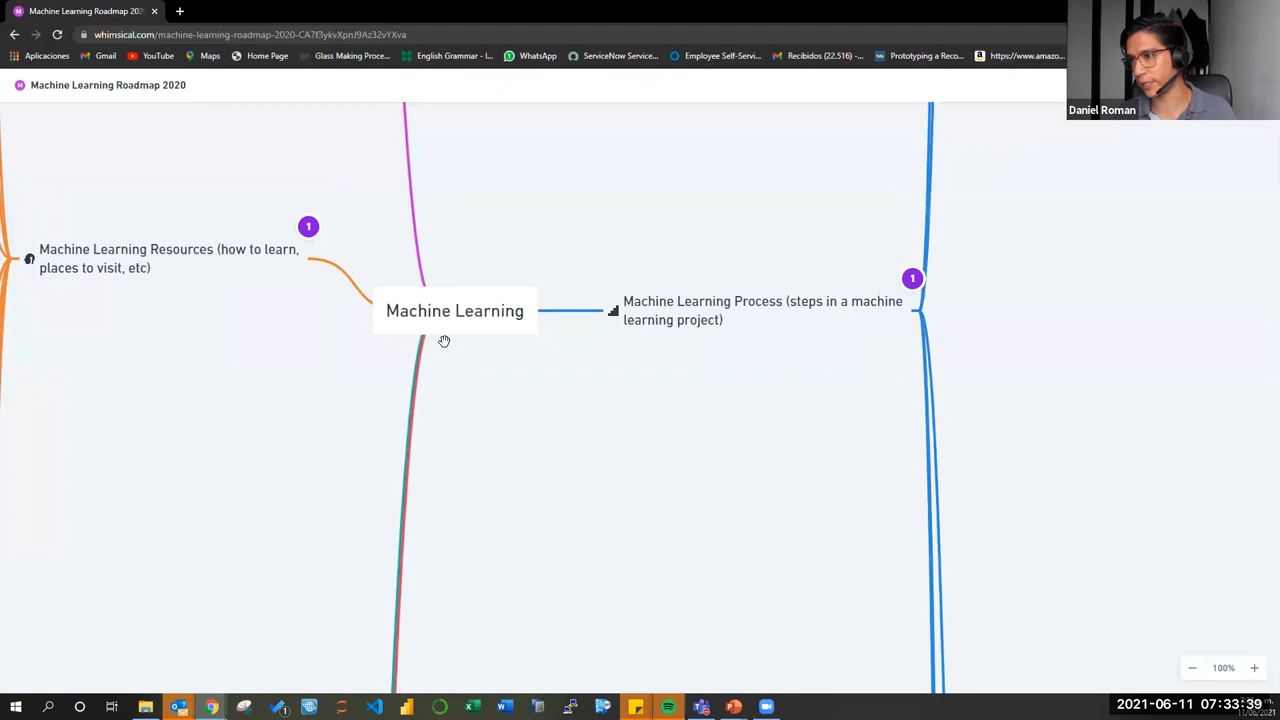 Machine Learning Roadmap 202
whimsical.com/machine-learning-roadmap-2020-CA7f3ykvXpnJ9Az32vYXva
Aplicaciones
Gmail
YouTube
Maps
Home Page
Glass Making Proce...
English Grammar - I...
WhatsApp
ServiceNow Service...
Employee Self-Servi...
Recibidos (22.516) -...
Prototyping a Reco...
https://www.amazo...
Machine Learning Roadmap 2020
Daniel Roman
1
Machine Learning Resources (how to learn,
places to visit, etc)
Machine Learning
1
Machine Learning Process (steps in a machine
learning project)
100%
2021-06-11 07:33:39